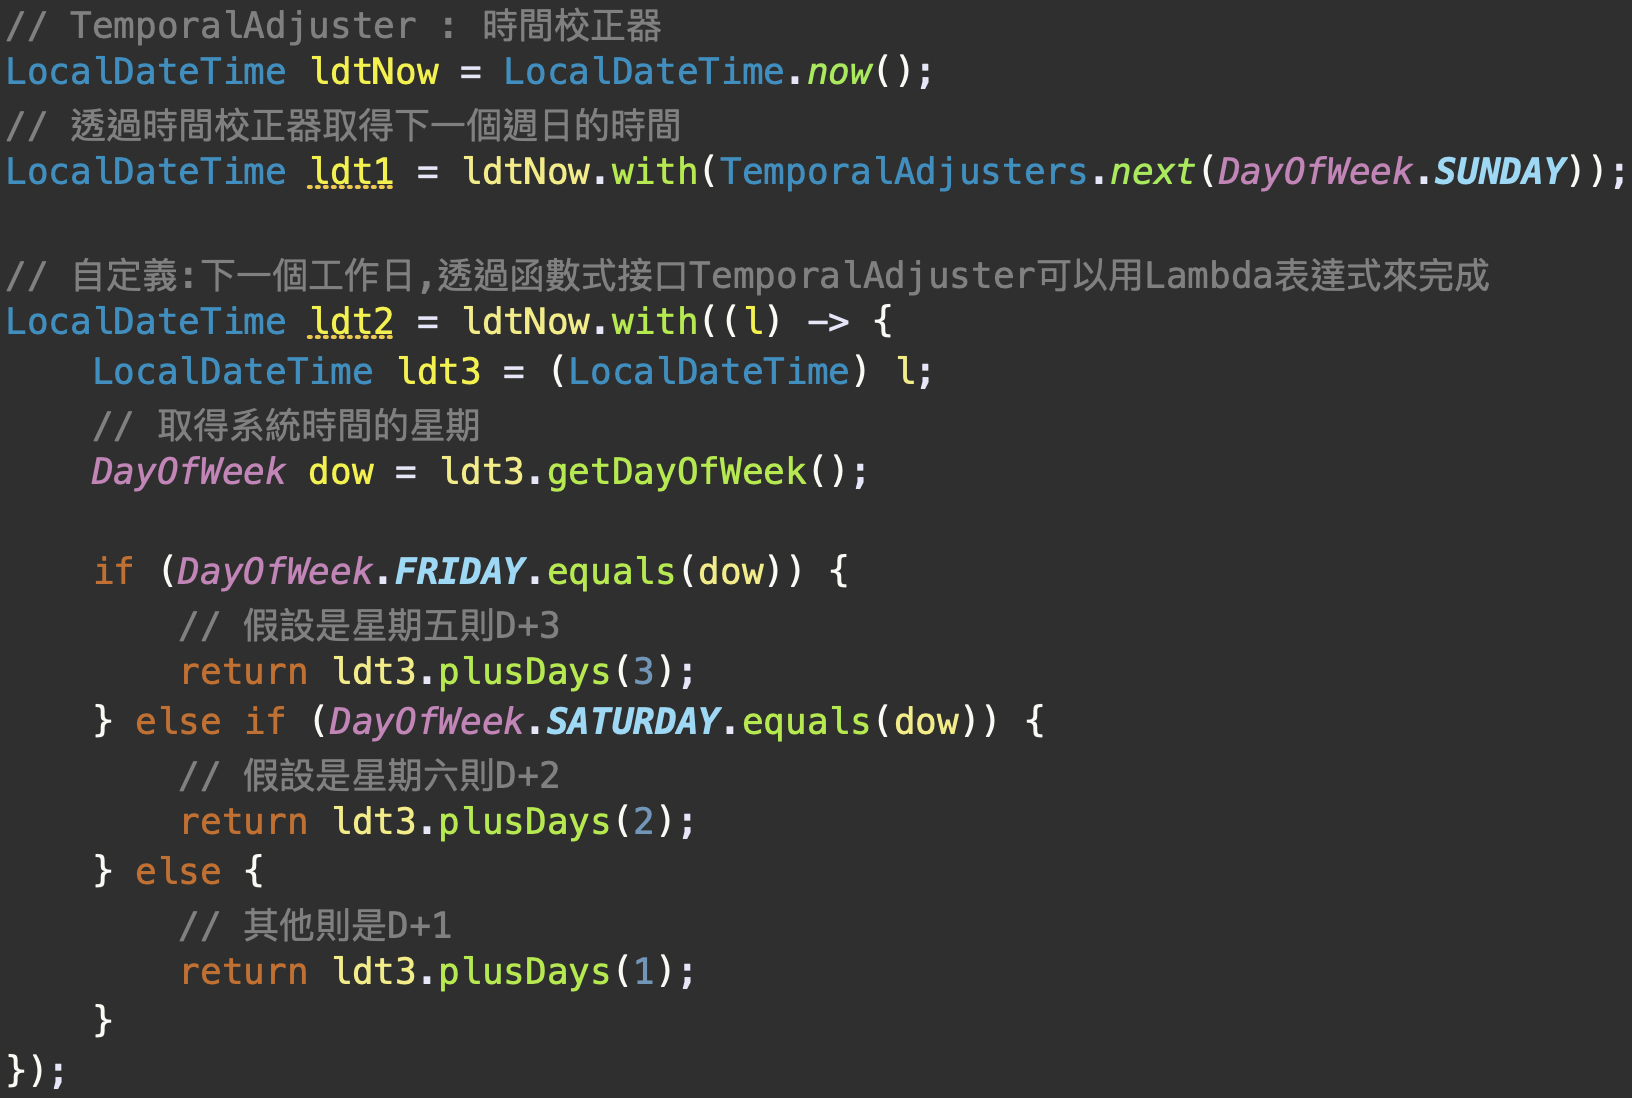 // TemporalAdjuster : 時間校正器
LocalDateTime ldtNow = LocalDateTime.now();
// 透過時間校正器取得下一個週日的時間
LocalDateTime ldt1 = ldtNow.with(TemporalAdjusters.next(DayOfWeek.SUNDAY));
// 自定義:下一個工作日,透過函數式接口TemporalAdjuster可以用Lambda表達式來完成
LocalDateTime ldt2 = ldtNow.with((l) -> {
    LocalDateTime ldt3 = (LocalDateTime) l;
    // 取得系統時間的星期
    DayOfWeek dow = ldt3.getDayOfWeek();
    if (DayOfWeek.FRIDAY.equals(dow)) {
        // 假設是星期五則D+3
        return ldt3.plusDays(3);
    } else if (DayOfWeek.SATURDAY.equals(dow)) {
        // 假設是星期六則D+2
        return ldt3.plusDays(2);
    } else {
        // 其他則是D+1
        return ldt3.plusDays(1);
    }
});